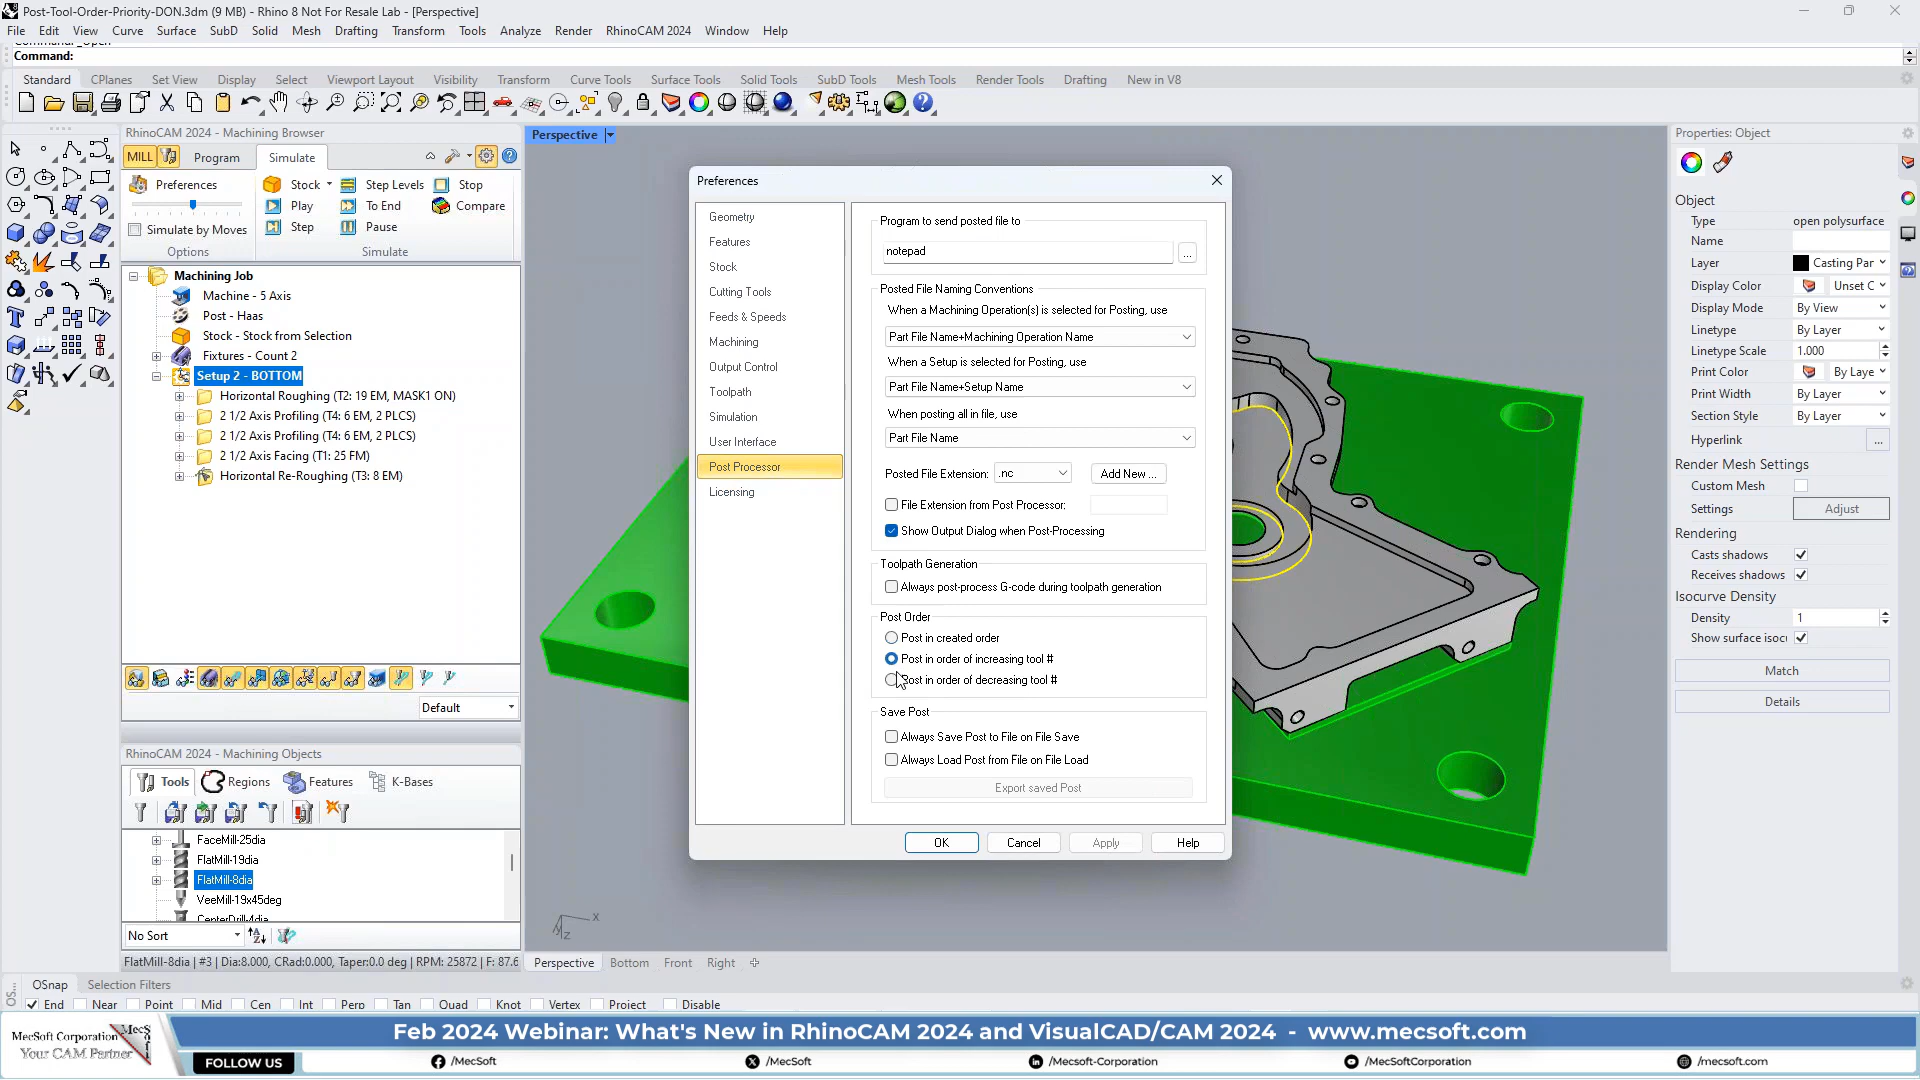 Post-Tool-Order-Priority-DON.3dm (9 MB) - Rhino 8 Not For Resale Lab - [Perspective]
File Edit View Curve Surface SubD Solid Mesh Drafting Transform Tools Analyze Render RhinoCAM 2024 Window Help
Command:
Standard CPlanes Set View Display Select Viewport Layout Visibility Transform Curve Tools Surface Tools Solid Tools SubD Tools Mesh Tools Render Tools Drafting New in V8
RhinoCAM 2024 - Machining Browser
MILL Program Simulate
Preferences
Simulate by Moves
Options
Stock Step Levels Stop
Play To End Compare
Step Pause
Simulate
Machining Job
Machine - 5 Axis
Post - Haas
Stock - Stock from Selection
Fixtures - Count 2
Setup 2 - BOTTOM
Horizontal Roughing (T2: 19 EM, MASK1 ON)
2 1/2 Axis Profiling (T4: 6 EM, 2 PLCS)
2 1/2 Axis Profiling (T4: 6 EM, 2 PLCS)
2 1/2 Axis Facing (T1: 25 FM)
Horizontal Re-Roughing (T3: 8 EM)
Default
RhinoCAM 2024 - Machining Objects
Tools Regions Features K-Bases
FaceMill-25dia
FlatMill-19dia
FlatMill-8dia
VeeMill-19x45deg
CenterDrill-4dia
No Sort
FlatMill-8dia | #3 | Dia:8.000, CRad:0.000, Taper:0.0 deg | RPM: 25872 | F: 87.6
Perspective
Preferences
Geometry
Features
Stock
Cutting Tools
Feeds & Speeds
Machining
Output Control
Toolpath
Simulation
User Interface
Post Processor
Licensing
Program to send posted file to
notepad
...
Posted File Naming Conventions
When a Machining Operation(s) is selected for Posting, use
Part File Name+Machining Operation Name
When a Setup is selected for Posting, use
Part File Name+Setup Name
When posting all in file, use
Part File Name
Posted File Extension: .nc Add New ...
File Extension from Post Processor:
Show Output Dialog when Post-Processing
Toolpath Generation
Always post-process G-code during toolpath generation
Post Order
Post in created order
Post in order of increasing tool #
Post in order of decreasing tool #
Save Post
Always Save Post to File on File Save
Always Load Post from File on File Load
Export saved Post
OK Cancel Apply Help
x
z
Perspective Bottom Front Right
Properties: Object
Object
Type open polysurface
Name
Layer Casting Par
Display Color Unset C
Display Mode By View
Linetype By Layer
Linetype Scale 1.000
Print Color By Laye
Print Width By Layer
Section Style By Layer
Hyperlink ...
Render Mesh Settings
Custom Mesh
Settings Adjust
Rendering
Casts shadows
Receives shadows
Isocurve Density
Density 1
Show surface isoc
Match
Details
OSnap Selection Filters
End Near Point Mid Cen Int Perp Tan Quad Knot Vertex Project Disable
MecSoft Corporation MecS
Your CAM Partner
Feb 2024 Webinar: What's New in RhinoCAM 2024 and VisualCAD/CAM 2024 - www.mecsoft.com
FOLLOW US /MecSoft /MecSoft /Mecsoft-Corporation /MecSoftCorporation /mecsoft.com